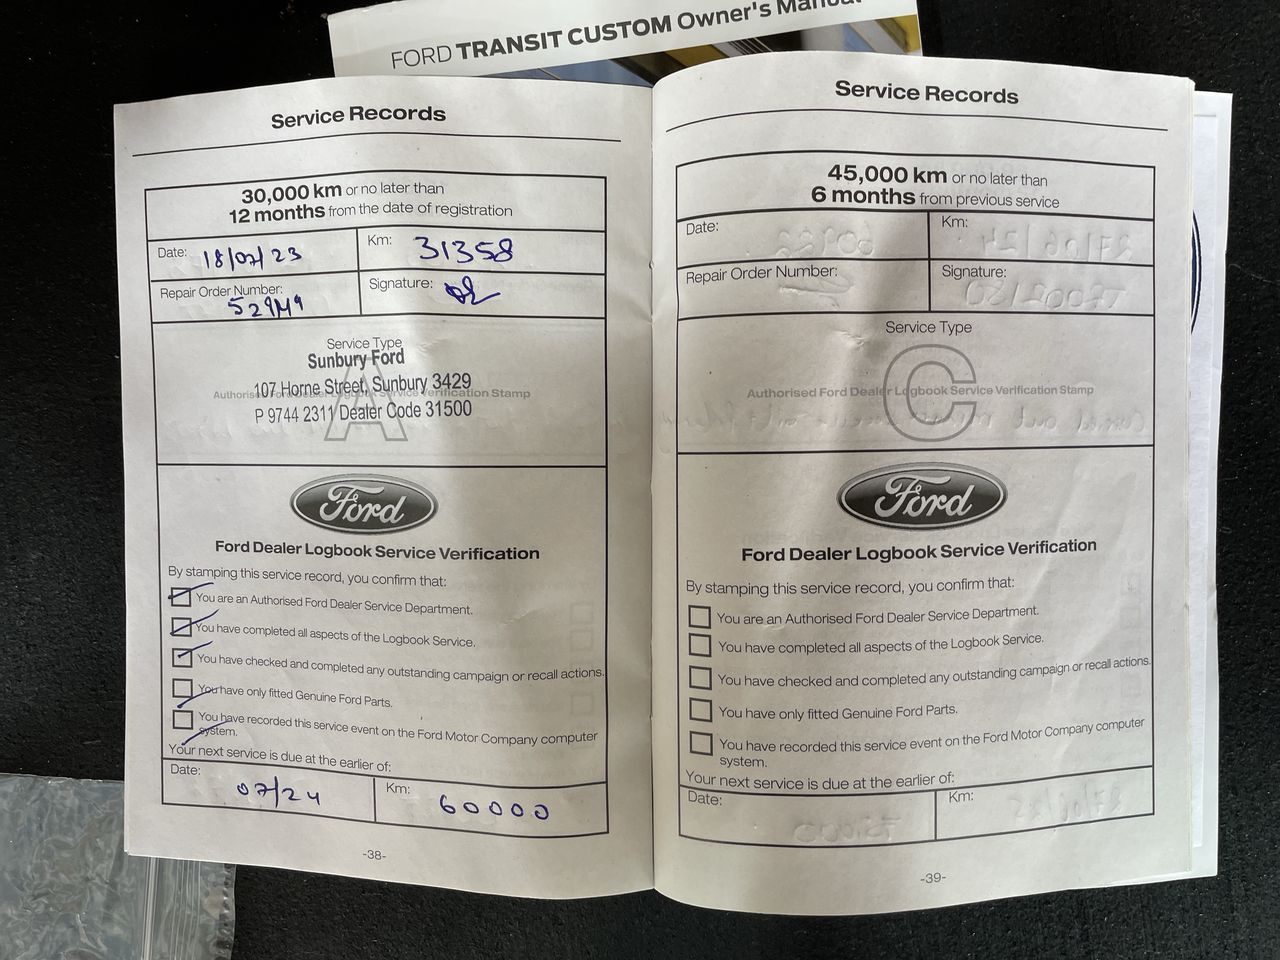 FORD TRANSIT CUSTOM Owner's Manual
Service Records
30,000 km or no later than
12 months from the date of registration
Date: 18/07/23
Km: 31358
Repair Order Number:
529M9
Signature:
Service Type
A
Sunbury Ford
107 Horne Street, Sunbury 3429
Authorised Ford Dealer Logbook Service Verification Stamp
P 9744 2311 Dealer Code 31500
Ford
Ford Dealer Logbook Service Verification
By stamping this service record, you confirm that:
You are an Authorised Ford Dealer Service Department.
You have completed all aspects of the Logbook Service.
You have checked and completed any outstanding campaign or recall actions.
You have only fitted Genuine Ford Parts.
You have recorded this service event on the Ford Motor Company computer
system.
Your next service is due at the earlier of:
Date:
07/24
Km:
60000
-38-
Service Records
45,000 km or no later than
6 months from previous service
Date:
Km:
Repair Order Number:
Signature:
Service Type
Authorised Ford Dealer Logbook Service Verification Stamp
C
Ford
Ford Dealer Logbook Service Verification
By stamping this service record, you confirm that:
You are an Authorised Ford Dealer Service Department.
You have completed all aspects of the Logbook Service.
You have checked and completed any outstanding campaign or recall actions.
You have only fitted Genuine Ford Parts.
You have recorded this service event on the Ford Motor Company computer
system.
Your next service is due at the earlier of:
Date:
Km:
-39-